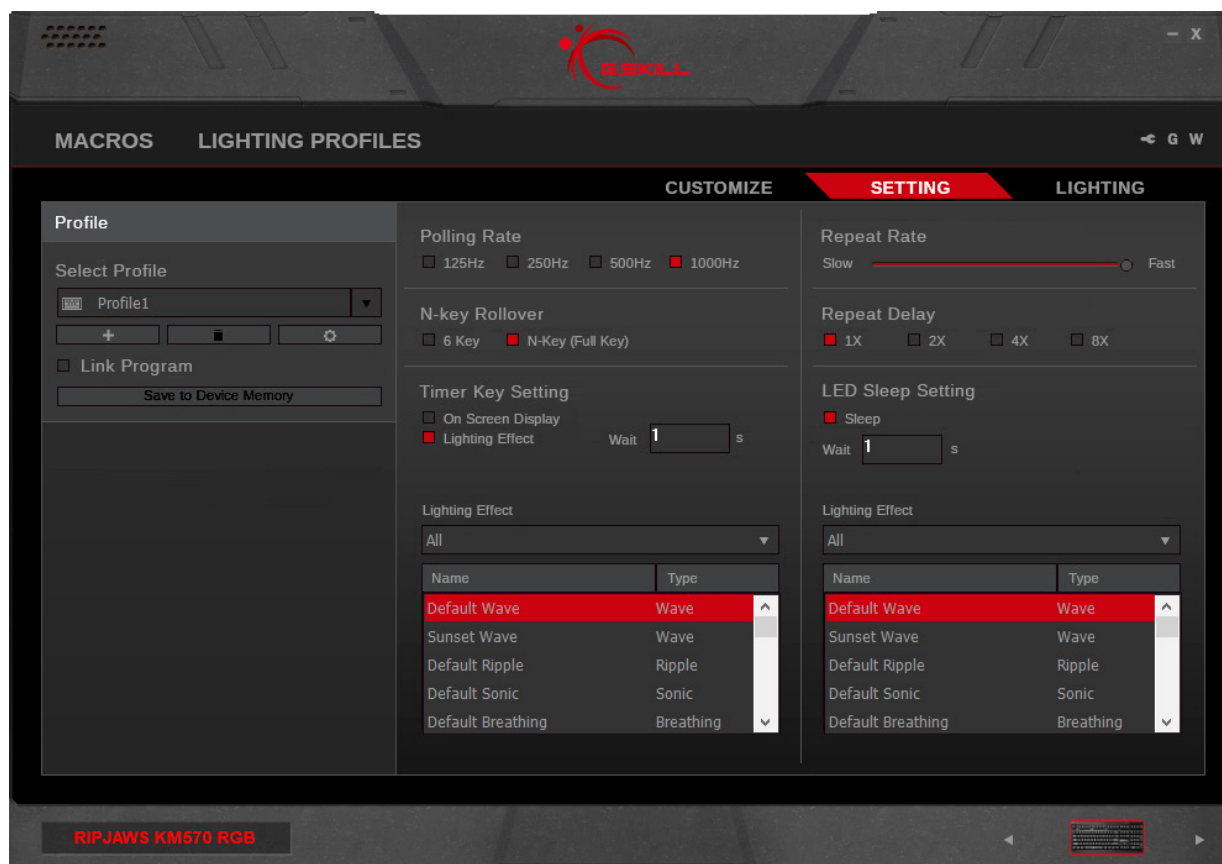 G.SKILL
– X
MACROS LIGHTING PROFILES
G W
CUSTOMIZE SETTING LIGHTING
Profile
Select Profile
Profile1
+
Link Program
Save to Device Memory
Polling Rate
125Hz 250Hz 500Hz 1000Hz
N-key Rollover
6 Key N-Key (Full Key)
Timer Key Setting
On Screen Display
Lighting Effect Wait 1 s
Lighting Effect
All
Name Type
Default Wave Wave
Sunset Wave Wave
Default Ripple Ripple
Default Sonic Sonic
Default Breathing Breathing
Repeat Rate
Slow Fast
Repeat Delay
1X 2X 4X 8X
LED Sleep Setting
Sleep
Wait 1 s
Lighting Effect
All
Name Type
Default Wave Wave
Sunset Wave Wave
Default Ripple Ripple
Default Sonic Sonic
Default Breathing Breathing
RIPJAWS KM570 RGB